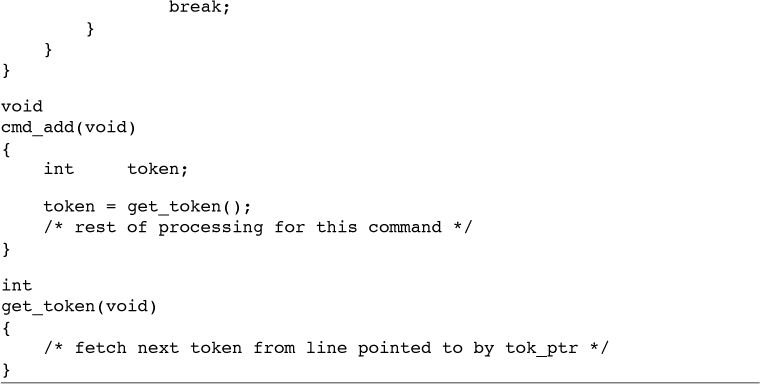 break;
        }
    }
}

void
cmd_add(void)
{
    int     token;

    token = get_token();
    /* rest of processing for this command */
}

int
get_token(void)
{
    /* fetch next token from line pointed to by tok_ptr */
}